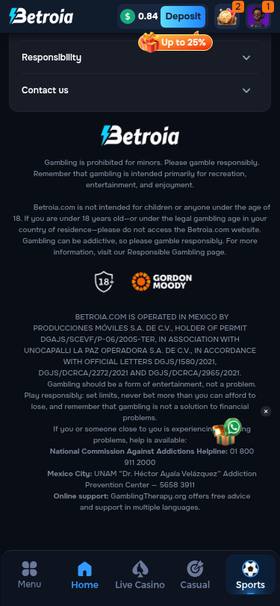 Betroia
$ 0.84 Deposit
2
1
Up to 25%
Responsibility
Contact us
Betroia
Gambling is prohibited for minors. Please gamble responsibly.
Remember that gambling is intended primarily for recreation,
entertainment, and enjoyment.
Betroia.com is not intended for children or anyone under the age of
18. If you are under 18 years old—or under the legal gambling age in your
country of residence—please do not access the Betroia.com website.
Gambling can be addictive, so please gamble responsibly. For more
information, visit our Responsible Gambling page.
18+ GORDON
MOODY
BETROIA.COM IS OPERATED IN MEXICO BY
PRODUCCIONES MÓVILES S.A. DE C.V., HOLDER OF PERMIT
DGAJS/SCEVF/P-06/2005-TER, IN ASSOCIATION WITH
UNOCAPALLI LA PAZ OPERADORA S.A. DE C.V., IN ACCORDANCE
WITH OFFICIAL LETTERS DGJS/1580/2021,
DGJS/DCRCA/2272/2021 AND DGJS/DCRCA/2965/2021.
Gambling should be a form of entertainment, not a problem.
Play responsibly: set limits, never bet more than you can afford to
lose, and remember that gambling is not a solution to financial
problems.
If you or someone close to you is experiencing
problems, help is available:
National Commission Against Addictions Helpline: 01 800
911 2000
Mexico City: UNAM "Dr. Héctor Ayala Velázquez" Addiction
Prevention Center — 5658 3911
Online support: GamblingTherapy.org offers free advice
and support in multiple languages.
Menu
Home
Live Casino
Casual
Sports